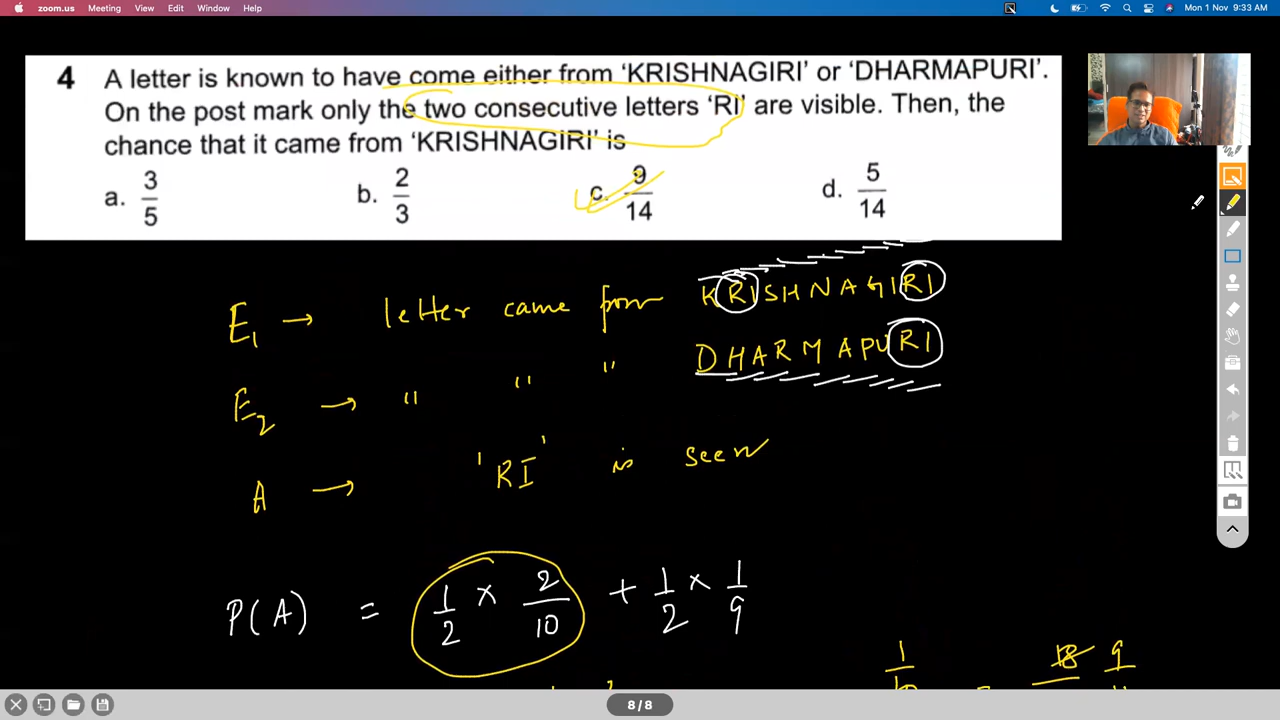 zoom.us Meeting View Edit Window Help Mon 1 Nov 9:33 AM
4 A letter is known to have come either from ‘KRISHNAGIRI’ or ‘DHARMAPURI’.
On the post mark only the two consecutive letters ‘RI’ are visible. Then, the
chance that it came from ‘KRISHNAGIRI’ is
a. 3/5 b. 2/3 c. 9/14 d. 5/14
E1 → letter came from KRISHNAGIRI
DHARMAPURI
E2 → " " "
A → 'RI' is seen
P(A) = 1/2 × 2/10 + 1/2 × 1/9
1 18 9
8/8